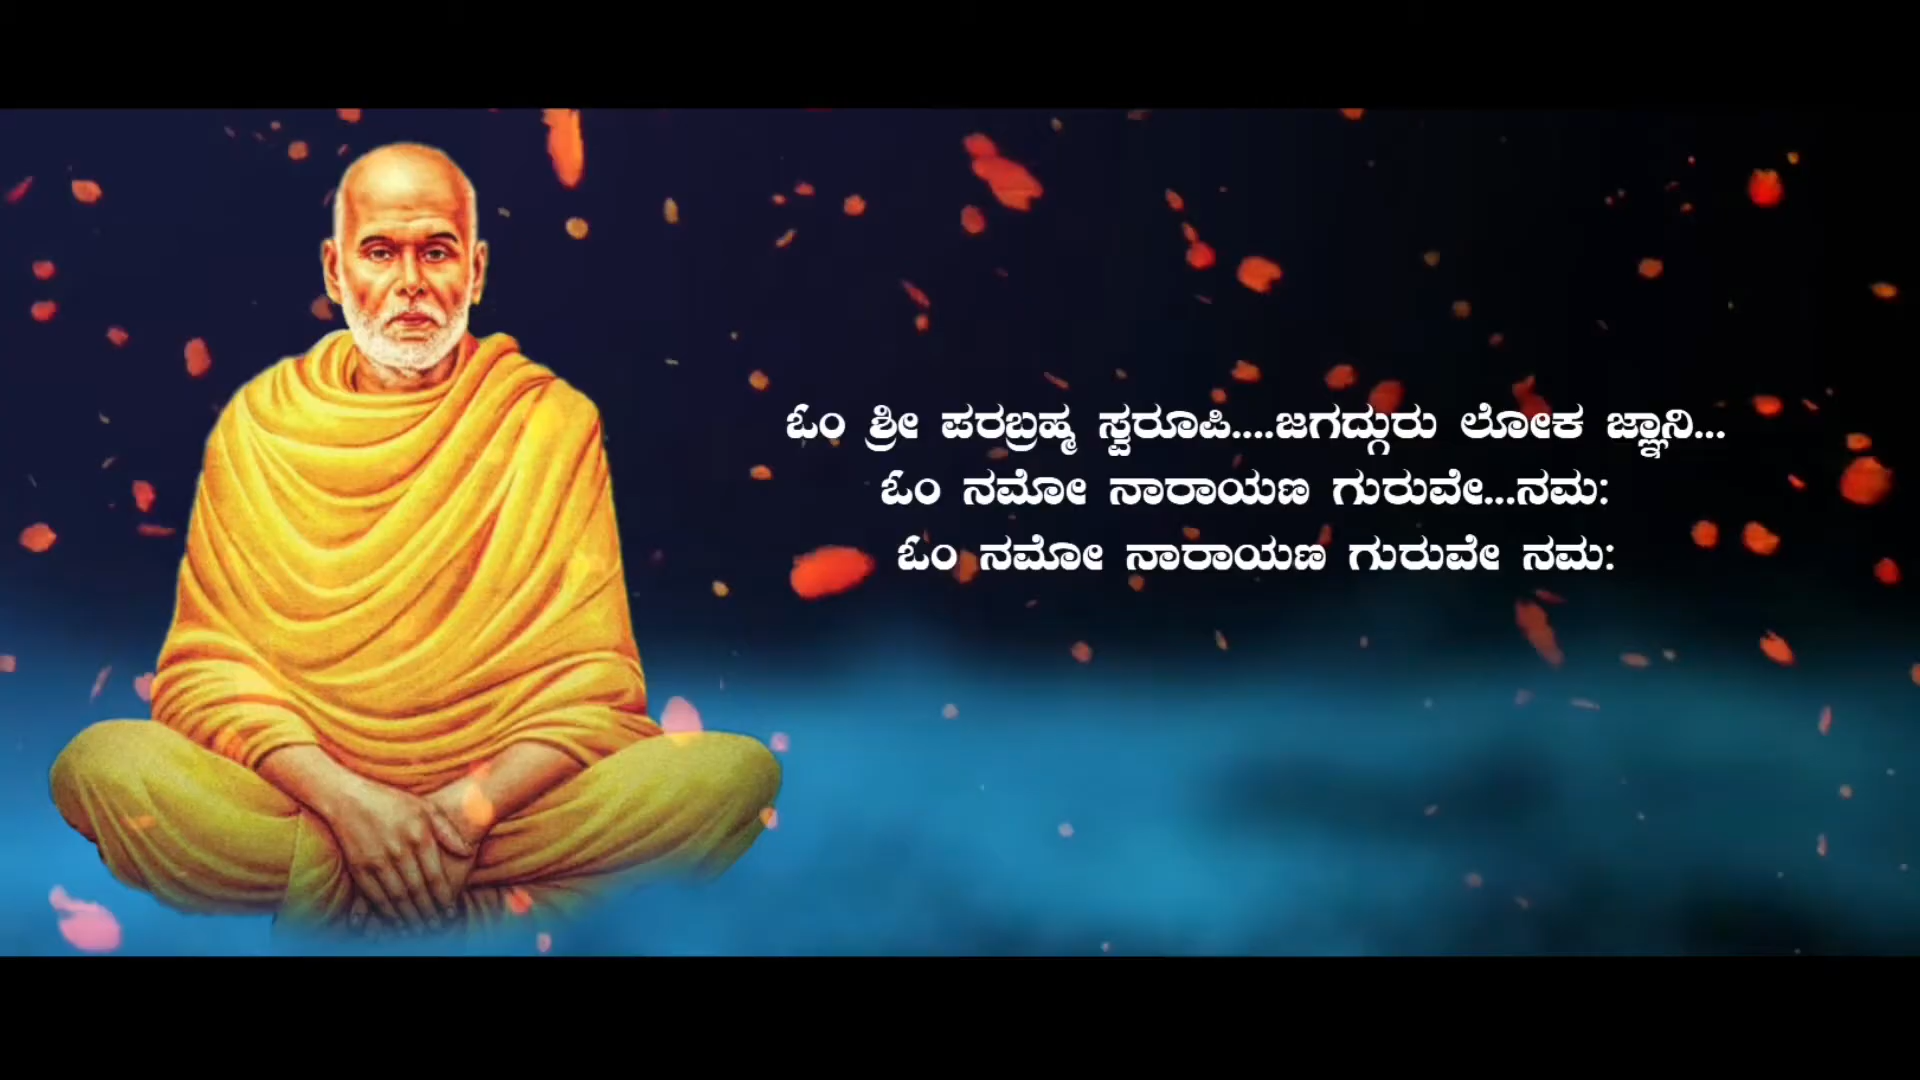 ಓಂ ಶ್ರೀ ಪರಬ್ರಹ್ಮ ಸ್ವರೂಪಿ....ಜಗದ್ಗುರು ಲೋಕ ಜ್ಞಾನಿ...
ಓಂ ನಮೋ ನಾರಾಯಣ ಗುರುವೇ...ನಮ:
ಓಂ ನಮೋ ನಾರಾಯಣ ಗುರುವೇ ನಮ: